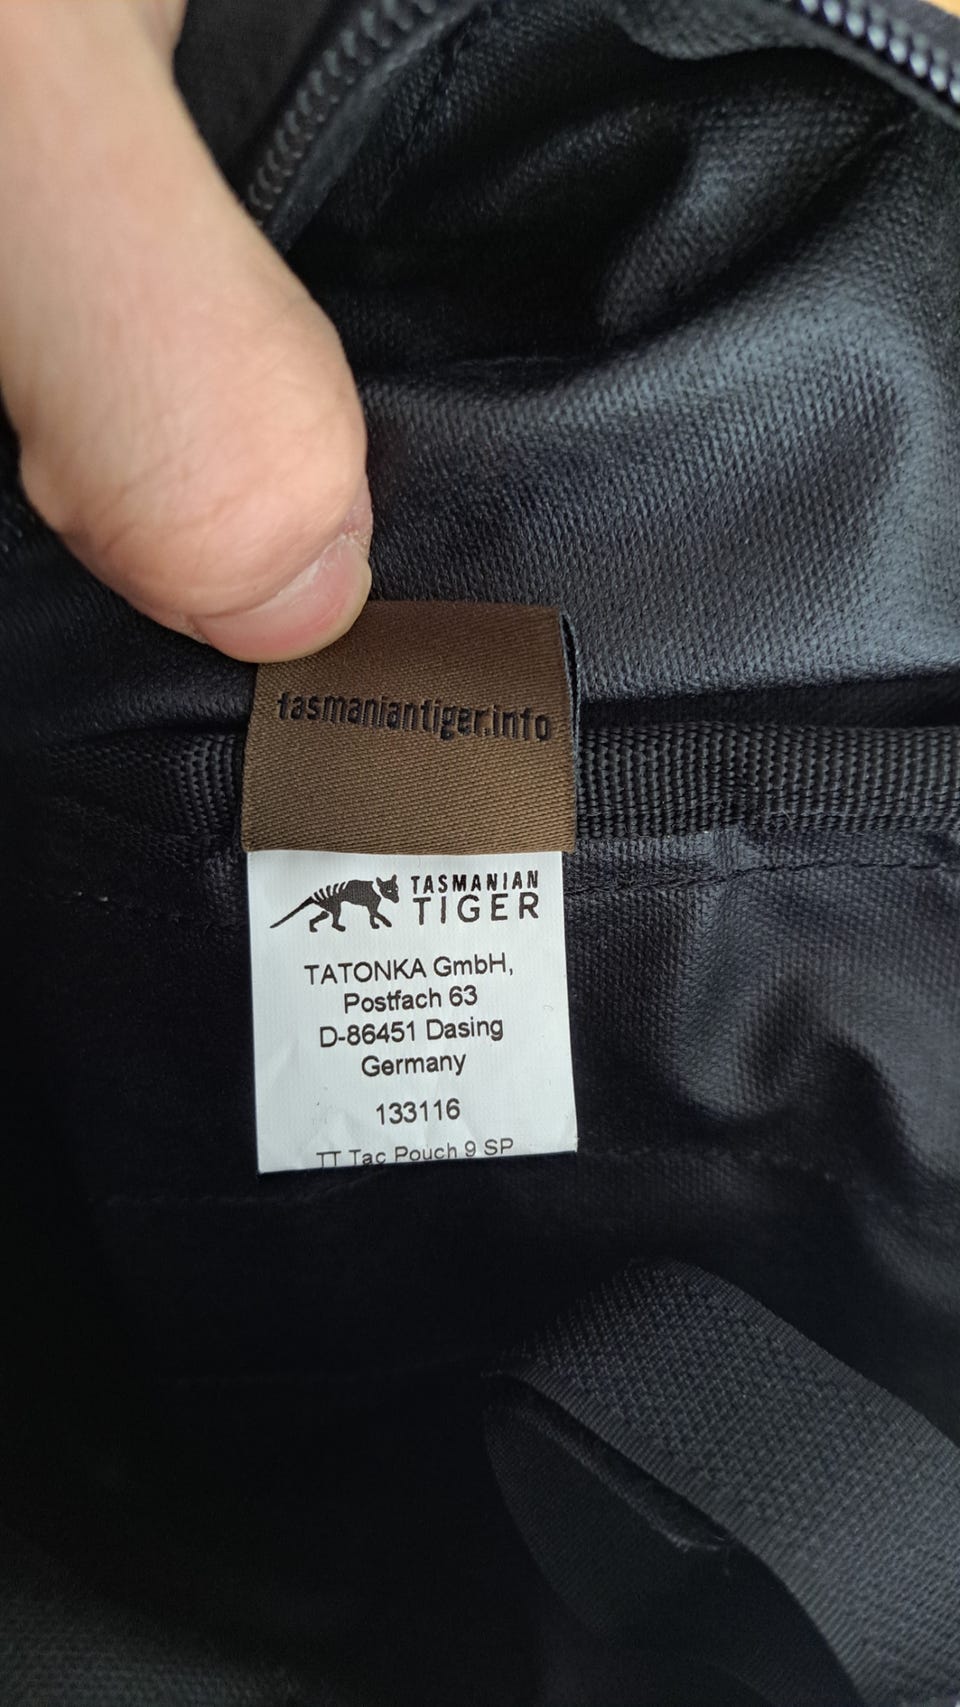 tasmaniantiger.info
TASMANIAN
TIGER
TATONKA GmbH,
Postfach 63
D-86451 Dasing
Germany
133116
TT Tac Pouch 9 SP